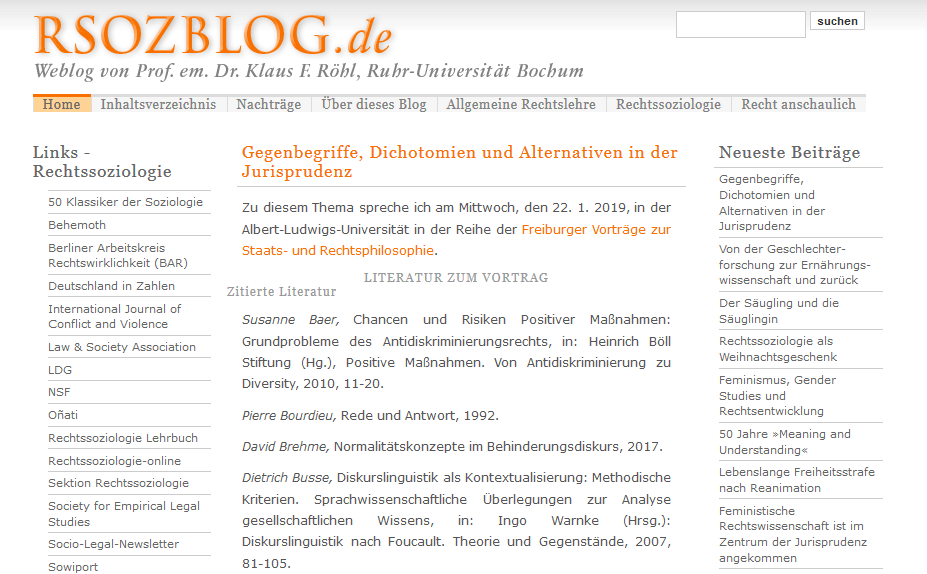 RSOZBLOG.de
suchen
Weblog von Prof. em. Dr. Klaus F. Röhl, Ruhr-Universität Bochum
Home Inhaltsverzeichnis Nachträge Über dieses Blog Allgemeine Rechtslehre Rechtssoziologie Recht anschaulich
Links -
Rechtssoziologie
50 Klassiker der Soziologie
Behemoth
Berliner Arbeitskreis
Rechtswirklichkeit (BAR)
Deutschland in Zahlen
International Journal of
Conflict and Violence
Law & Society Association
LDG
NSF
Oñati
Rechtssoziologie Lehrbuch
Rechtssoziologie-online
Sektion Rechtssoziologie
Society for Empirical Legal
Studies
Socio-Legal-Newsletter
Sowiport
Gegenbegriffe, Dichotomien und Alternativen in der
Jurisprudenz
Zu diesem Thema spreche ich am Mittwoch, den 22. 1. 2019, in der
Albert-Ludwigs-Universität in der Reihe der Freiburger Vorträge zur
Staats- und Rechtsphilosophie.
LITERATUR ZUM VORTRAG
Zitierte Literatur
Susanne Baer, Chancen und Risiken Positiver Maßnahmen:
Grundprobleme des Antidiskriminierungsrechts, in: Heinrich Böll
Stiftung (Hg.), Positive Maßnahmen. Von Antidiskriminierung zu
Diversity, 2010, 11-20.
Pierre Bourdieu, Rede und Antwort, 1992.
David Brehme, Normalitätskonzepte im Behinderungsdiskurs, 2017.
Dietrich Busse, Diskurslinguistik als Kontextualisierung: Methodische
Kriterien. Sprachwissenschaftliche Überlegungen zur Analyse
gesellschaftlichen Wissens, in: Ingo Warnke (Hrsg.):
Diskurslinguistik nach Foucault. Theorie und Gegenstände, 2007,
81-105.
Neueste Beiträge
Gegenbegriffe,
Dichotomien und
Alternativen in der
Jurisprudenz
Von der Geschlechter-
forschung zur Ernährungs-
wissenschaft und zurück
Der Säugling und die
Säuglingin
Rechtssoziologie als
Weihnachtsgeschenk
Feminismus, Gender
Studies und
Rechtsentwicklung
50 Jahre »Meaning and
Understanding«
Lebenslange Freiheitsstrafe
nach Reanimation
Feministische
Rechtswissenschaft ist im
Zentrum der Jurisprudenz
angekommen